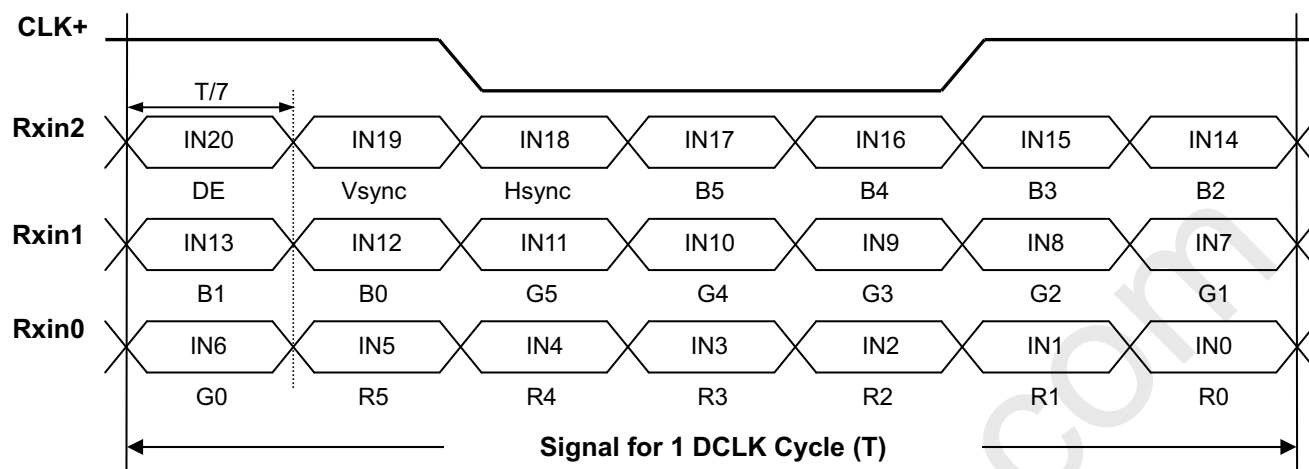 CLK+
T/7
Rxin2
IN20 IN19 IN18 IN17 IN16 IN15 IN14
DE Vsync Hsync B5 B4 B3 B2
Rxin1
IN13 IN12 IN11 IN10 IN9 IN8 IN7
B1 B0 G5 G4 G3 G2 G1
Rxin0
IN6 IN5 IN4 IN3 IN2 IN1 IN0
G0 R5 R4 R3 R2 R1 R0
Signal for 1 DCLK Cycle (T)
com